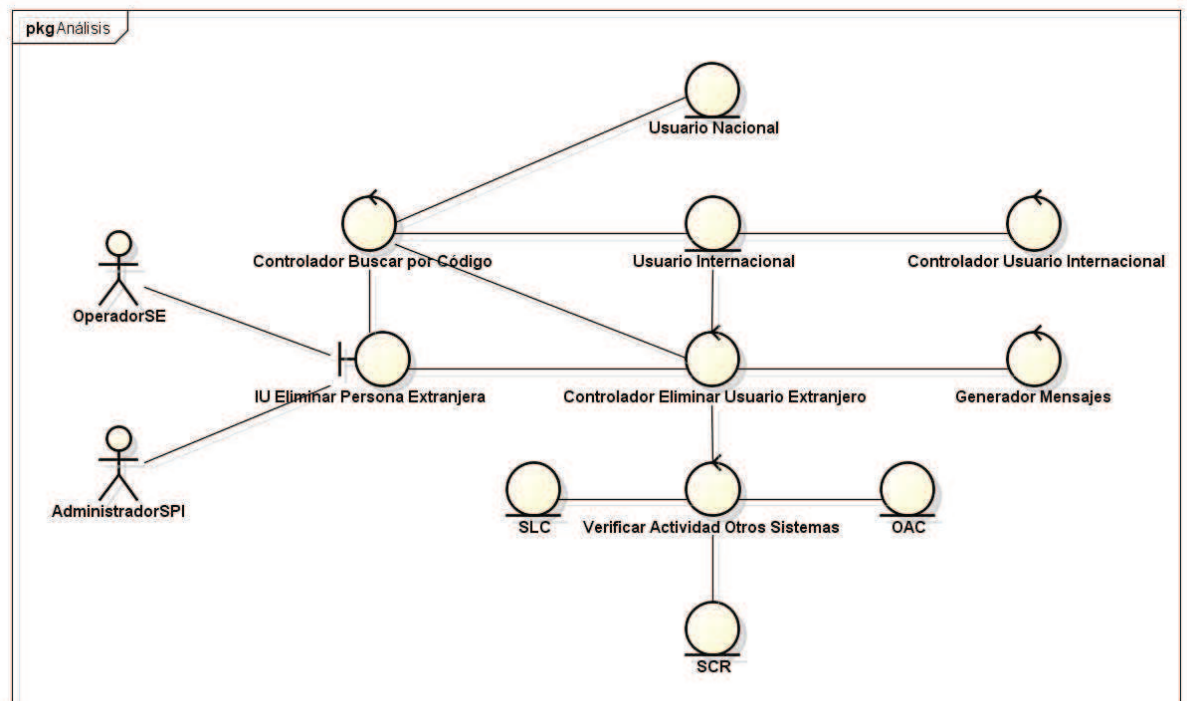 pkg Análisis
Usuario Nacional
Controlador Buscar por Código
Usuario Internacional
Controlador Usuario Internacional
OperadorSE
IU Eliminar Persona Extranjera
Controlador Eliminar Usuario Extranjero
Generador Mensajes
AdministradorSPI
SLC
Verificar Actividad Otros Sistemas
OAC
SCR